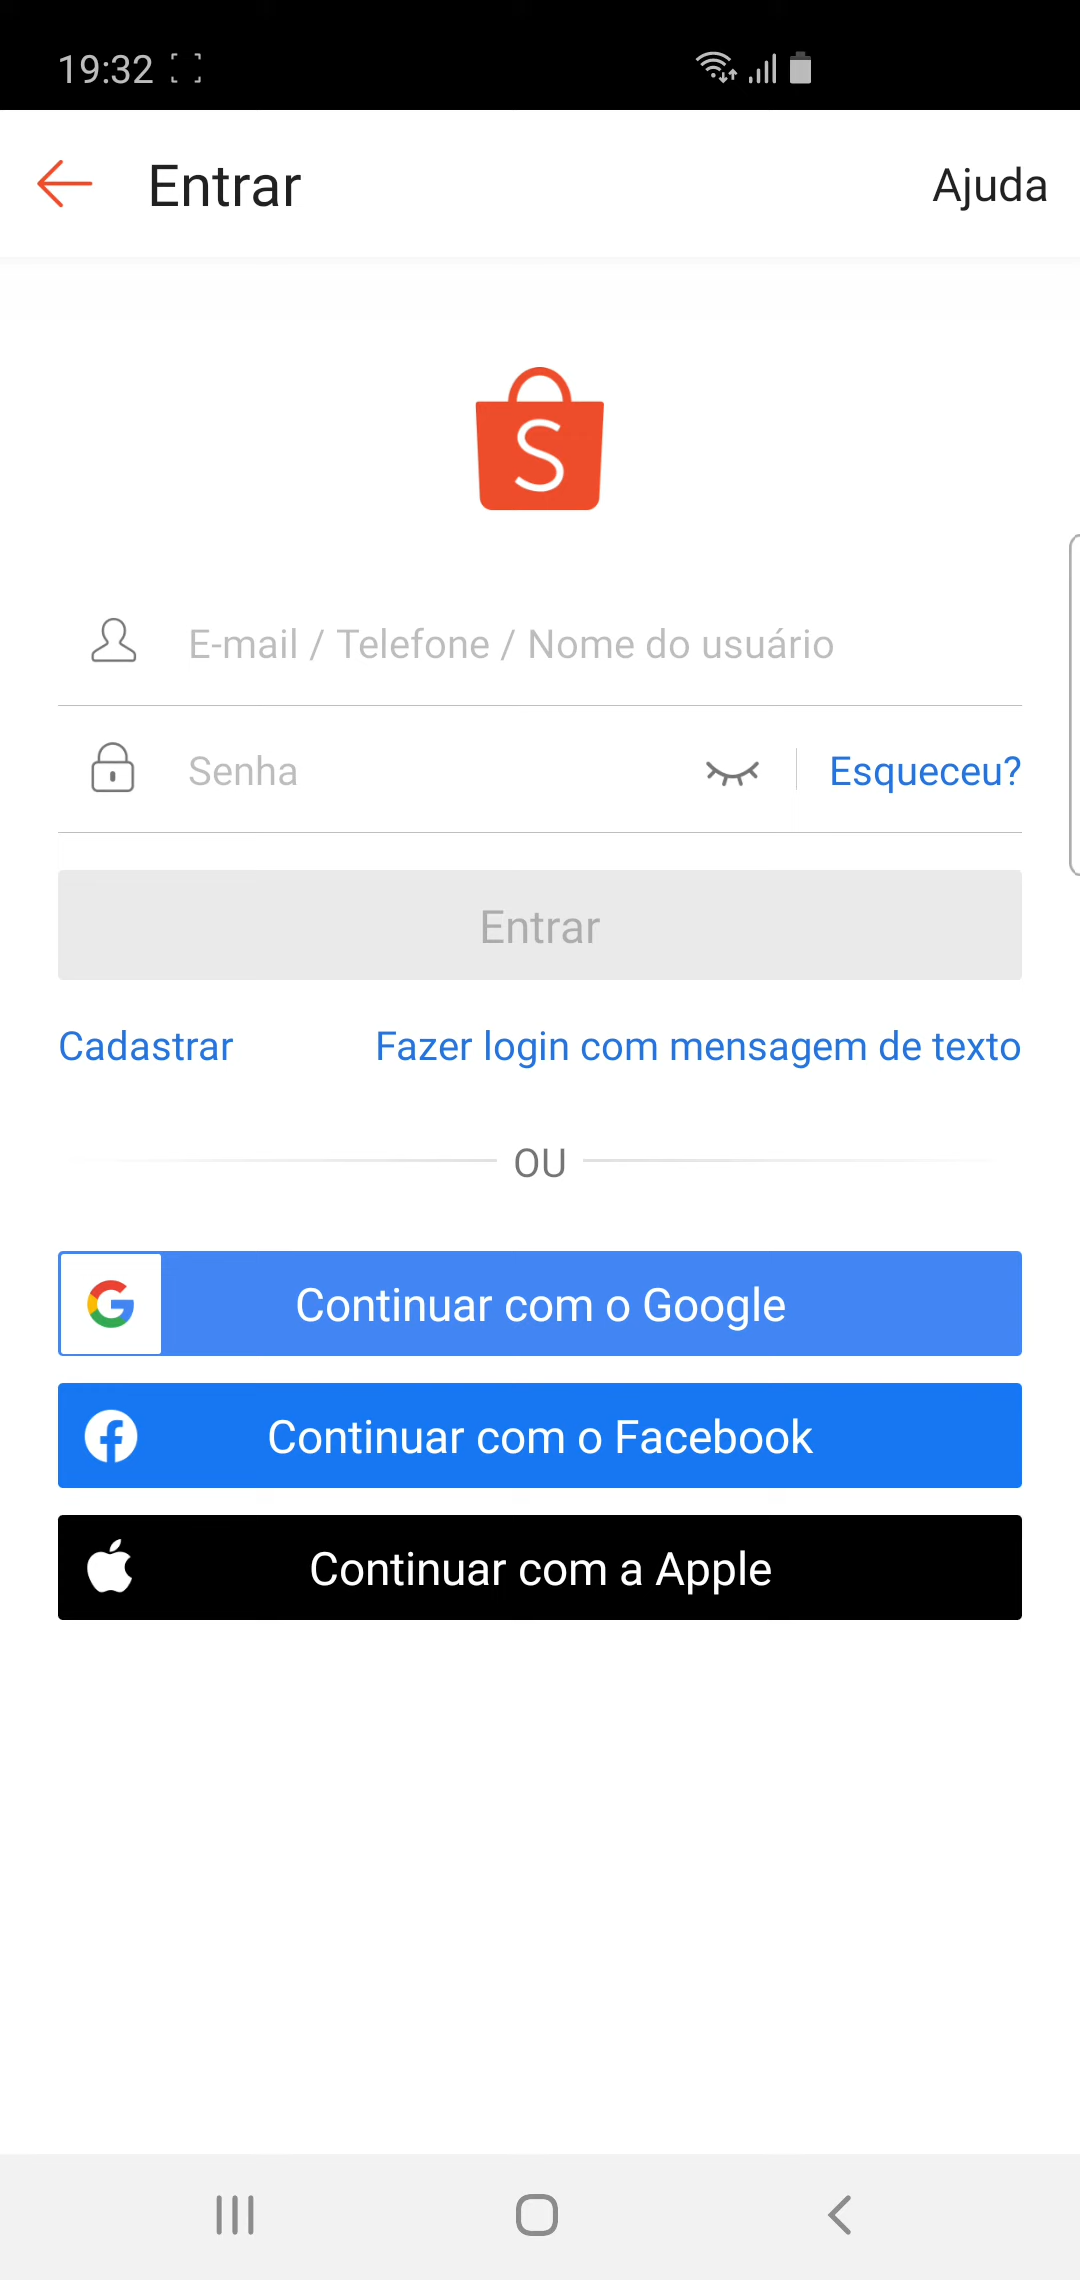 19:32
Entrar
Ajuda
S
E-mail / Telefone / Nome do usuário
Senha
Esqueceu?
Entrar
Cadastrar
Fazer login com mensagem de texto
OU
Continuar com o Google
Continuar com o Facebook
Continuar com a Apple